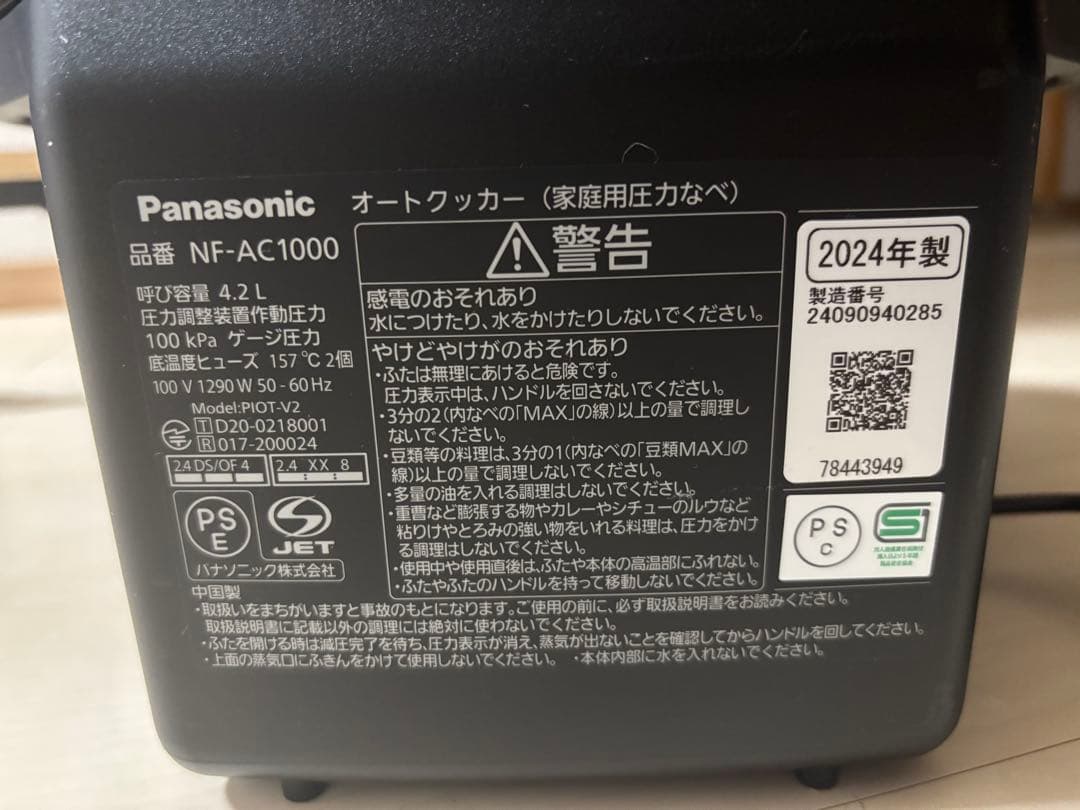 Panasonic オートクッカー（家庭用圧力なべ）
品番 NF-AC1000
呼び容量 4.2 L
圧力調整装置作動圧力
100 kPa ゲージ圧力
底温度ヒューズ 157 ℃ 2個
100 V 1290 W 50 - 60 Hz
Model:PIOT-V2
T D20-0218001
R 017-200024
2.4 DS/OF 4
2.4 XX 8
PS
E
JET
パナソニック株式会社
中国製
警告
感電のおそれあり
水につけたり、水をかけたりしないでください。
やけどやけがのおそれあり
・ふたは無理にあけると危険です。
圧力表示中は、ハンドルを回さないでください。
・3分の2（内なべの「MAX」の線）以上の量で調理し
ないでください。
・豆類等の料理は、3分の1（内なべの「豆類MAX」の
線）以上の量で調理しないでください。
・多量の油を入れる調理はしないでください。
・重曹など膨張する物やカレーやシチューのルウなど
粘りけやとろみの強い物をいれる料理は、圧力をかけ
る調理はしないでください。
・使用中や使用直後は、ふたや本体の高温部にふれない。
・ふたやふたのハンドルを持って移動しないでください。
2024年製
製造番号
24090940285
78443949
PS
C
・取扱いをまちがいますと事故のもとになります。ご使用の前に、必ず取扱説明書をお読みください。
取扱説明書に記載以外の調理には絶対に使わないでください。
・ふたを開ける時は減圧完了を待ち、圧力表示が消え、蒸気が出ないことを確認してからハンドルを回してください。
・上面の蒸気口にふきんをかけて使用しないでください。 ・本体内部に水を入れないでください。